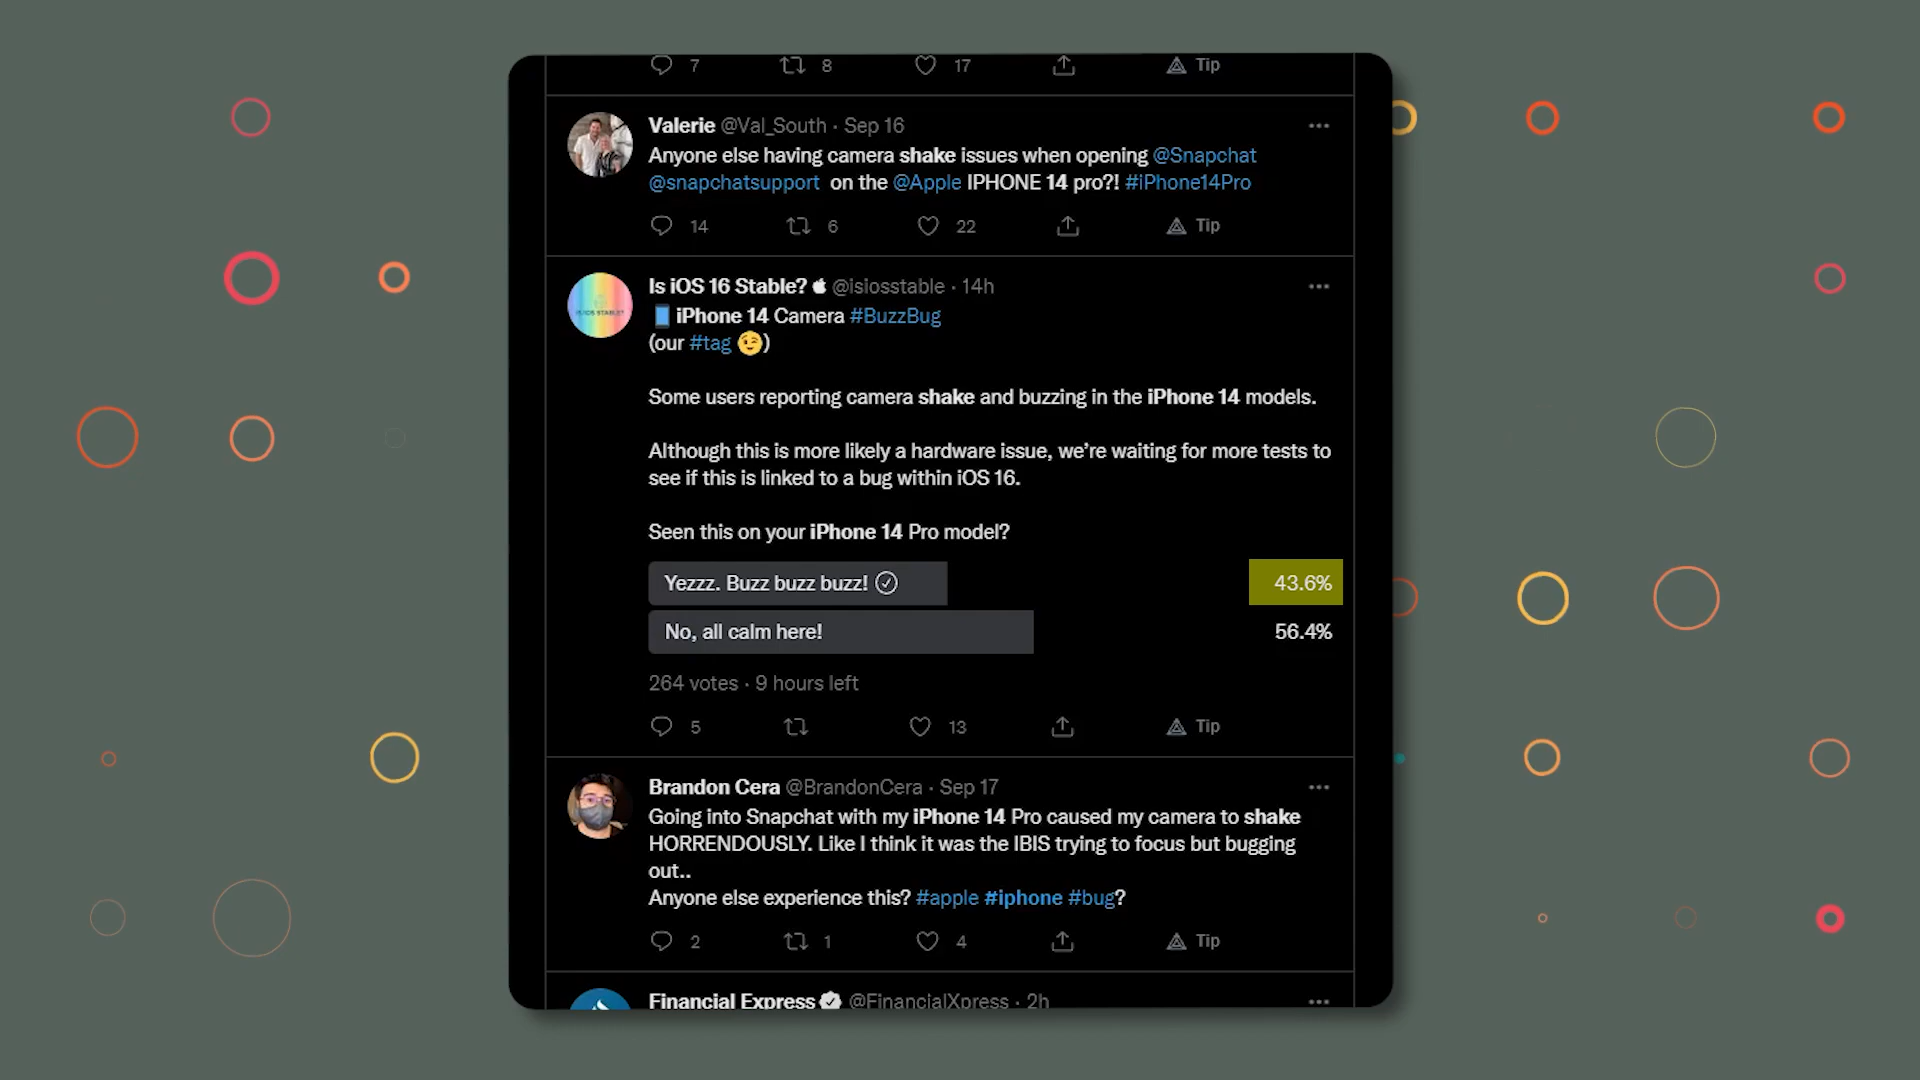 7 8 17 Tip
Valerie @Val_South · Sep 16
Anyone else having camera shake issues when opening @Snapchat
@snapchatsupport on the @Apple IPHONE 14 pro?! #iPhone14Pro
14 6 22 Tip
Is iOS 16 Stable? @isiosstable · 14h
iPhone 14 Camera #BuzzBug
(our #tag 😉)
Some users reporting camera shake and buzzing in the iPhone 14 models.
Although this is more likely a hardware issue, we’re waiting for more tests to
see if this is linked to a bug within iOS 16.
Seen this on your iPhone 14 Pro model?
Yezzz. Buzz buzz buzz! 43.6%
No, all calm here! 56.4%
264 votes · 9 hours left
5 13 Tip
Brandon Cera @BrandonCera · Sep 17
Going into Snapchat with my iPhone 14 Pro caused my camera to shake
HORRENDOUSLY. Like I think it was the IBIS trying to focus but bugging
out..
Anyone else experience this? #apple #iphone #bug?
2 1 4 Tip
Financial Express @FinancialXpress · 2h